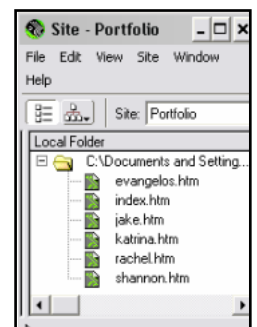 Site - Portfolio
File Edit View Site Window
Help
Site: Portfolio
Local Folder
C:\Documents and Setting...
evangelos.htm
index.htm
jake.htm
katrina.htm
rachel.htm
shannon.htm